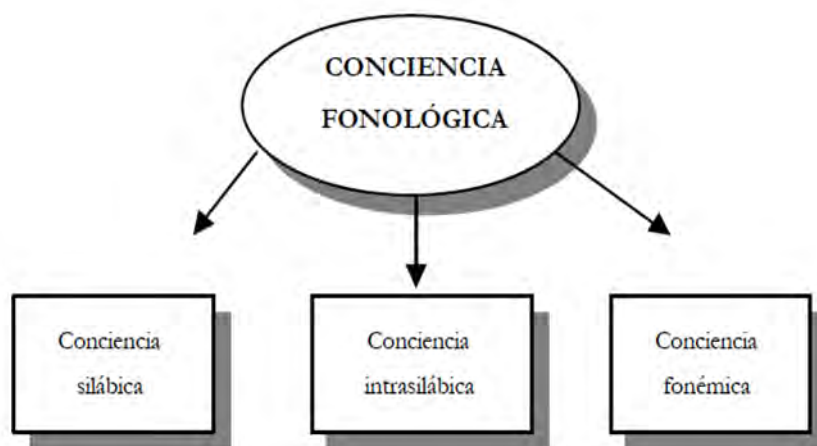 CONCIENCIA
FONOLÓGICA
Conciencia
silábica
Conciencia
intrasilábica
Conciencia
fonémica